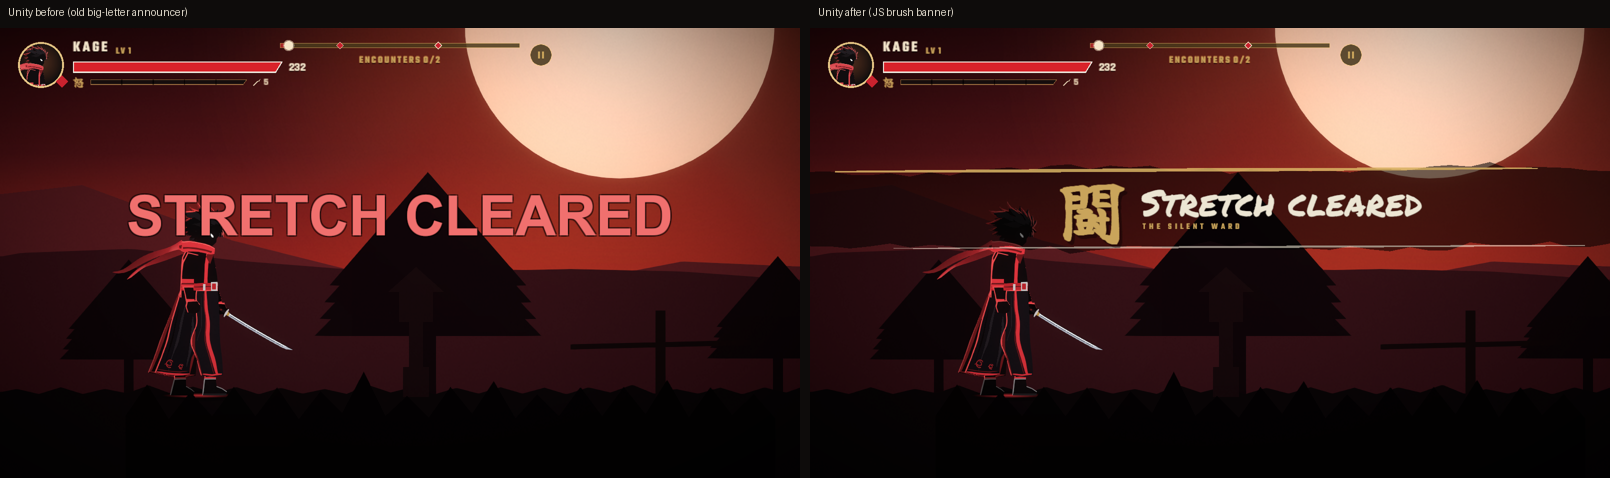 Unity before (old big-letter announcer)
KAGE LV 1
232
ENCOUNTERS 0/2
/ 5
STRETCH CLEARED
Unity after (JS brush banner)
KAGE LV 1
232
ENCOUNTERS 0/2
/ 5
闘 STRETCH CLEARED
THE SILENT WARD